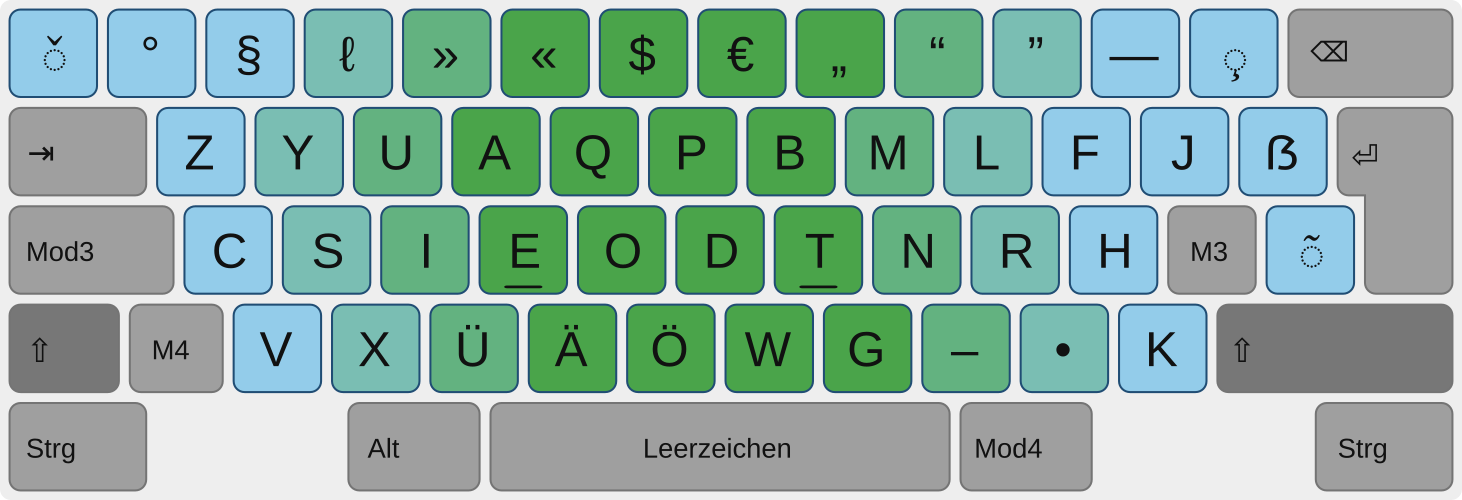 ◌̌ ° § ℓ » « $ € „ “ ” — ◌̧ ⌫
⇥ Z Y U A Q P B M L F J ẞ ⏎
Mod3 C S I E O D T N R H M3 ◌̃
⇧ M4 V X Ü Ä Ö W G – • K ⇧
Strg Alt Leerzeichen Mod4 Strg